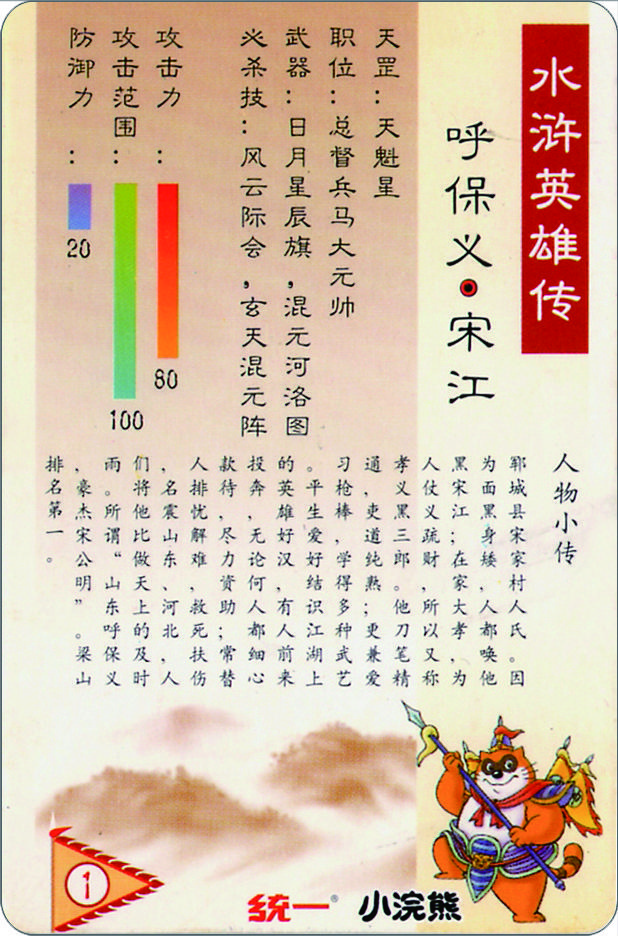 水浒英雄传
呼保义·宋江
天罡：天魁星
职位：总督兵马大元帅
武器：日月星辰旗，混元河洛图
必杀技：风云际会，玄天混元阵
攻击力：
80
攻击范围：
100
防御力：
20
人物小传
郓城县宋家村人氏。因
为面黑身矮，人都唤他
黑宋江；在家大孝，为
人仗义疏财，所以又称
孝义黑三郎。他刀笔精
通，吏道纯熟；更兼爱
习枪棒，学得多种武艺
。平生爱好结识江湖上
的英雄好汉，有人前来
投奔，无论何人都细心
款待，尽力资助；常替
人排忧解难，救死扶伤
，名震山东、河北，人
们将他比做天上的及时
雨。所谓“山东呼保义
，豪杰宋公明”。梁山
排名第一。
1
统一® 小浣熊